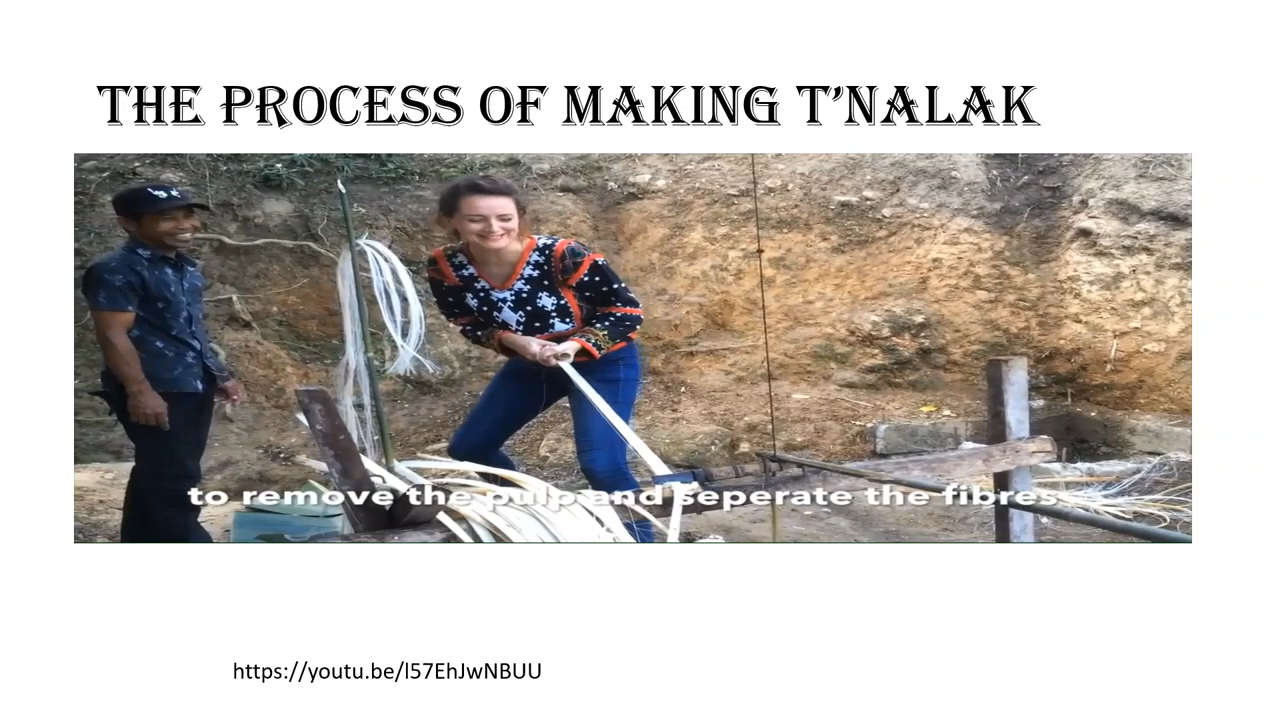 THE PROCESS OF MAKING T'NALAK
to remove the pulp and seperate the fibres
https://youtu.be/l57EhJwNBUU